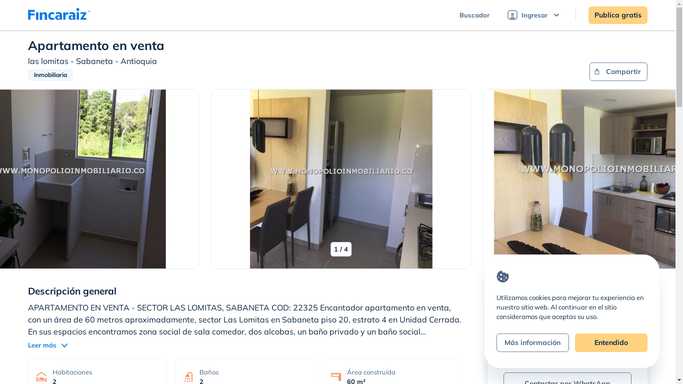 Fincaraiz
Buscador
Ingresar
Publica gratis
Apartamento en venta
las lomitas - Sabaneta - Antioquia
Inmobiliaria
Compartir
WWW.MONOPOLIOINMOBILIARIO.CO
WWW.MONOPOLIOINMOBILIARIO.CO
WWW.MONOPOLIOINMOBILIA
1 / 4
Descripción general
APARTAMENTO EN VENTA - SECTOR LAS LOMITAS, SABANETA COD: 22325 Encantador apartamento en venta,
con un área de 60 metros aproximadamente, sector Las Lomitas en Sabaneta piso 20, estrato 4 en Unidad Cerrada.
En sus espacios encontramos zona social de sala comedor, dos alcobas, un baño privado y un baño social...
Leer más
Habitaciones
2
Baños
2
Área construida
60 m²
Utilizamos cookies para mejorar tu experiencia en
nuestro sitio web. Al continuar en el sitio
consideramos que aceptas su uso.
Más información
Entendido
Contactar por WhatsApp